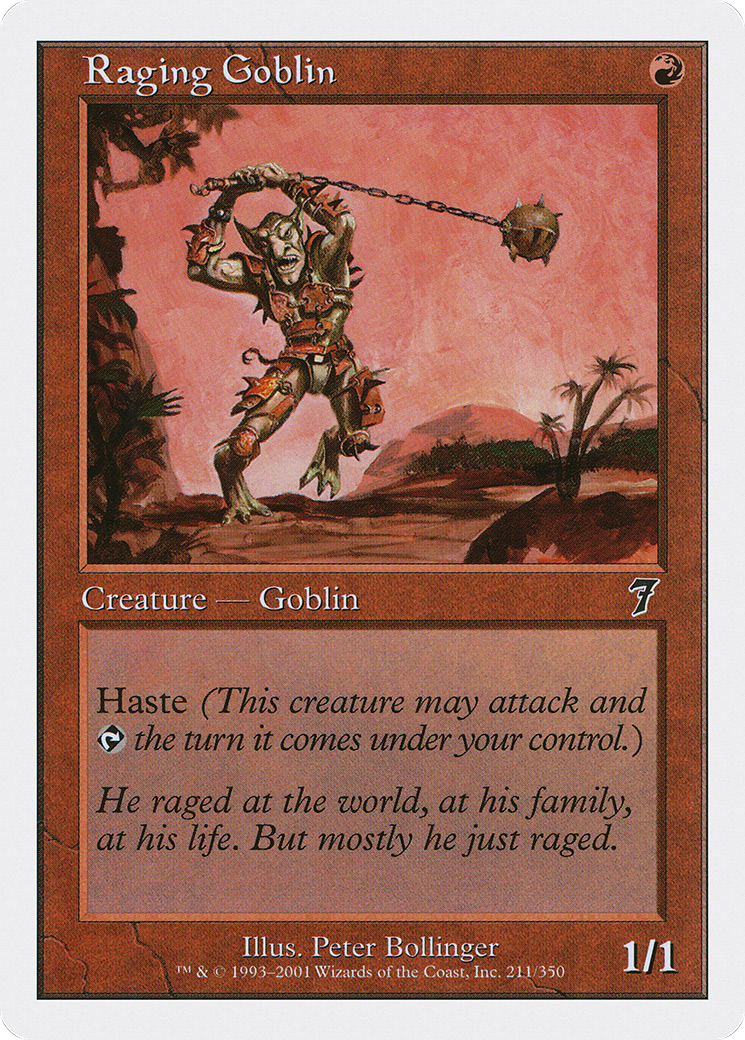 Raging Goblin
Creature — Goblin
7
Haste (This creature may attack and
the turn it comes under your control.)
He raged at the world, at his family,
at his life. But mostly he just raged.
Illus. Peter Bollinger
™ & © 1993–2001 Wizards of the Coast, Inc. 211/350
1/1